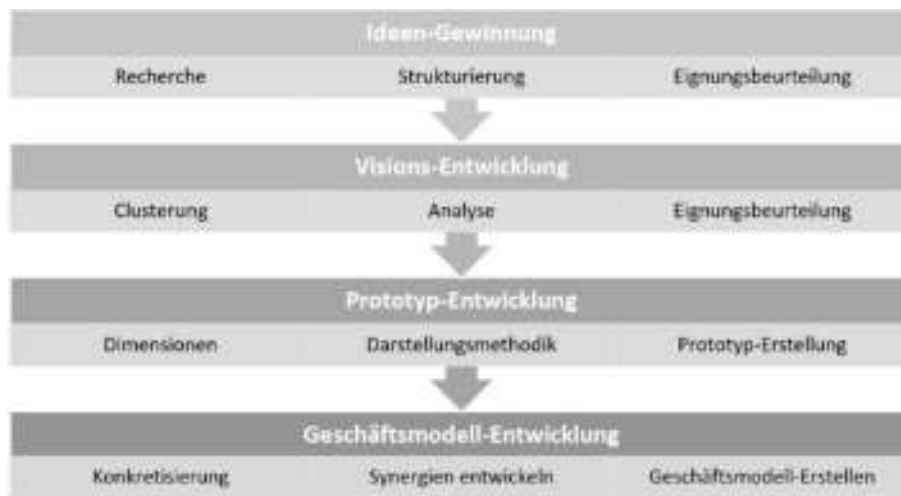 Ideen-Gewinnung
Recherche Strukturierung Eignungsbeurteilung
Visions-Entwicklung
Clusterung Analyse Eignungsbeurteilung
Prototyp-Entwicklung
Dimensionen Darstellungsmethodik Prototyp-Erstellung
Geschäftsmodell-Entwicklung
Konkretisierung Synergien entwickeln Geschäftsmodell-Erstellen